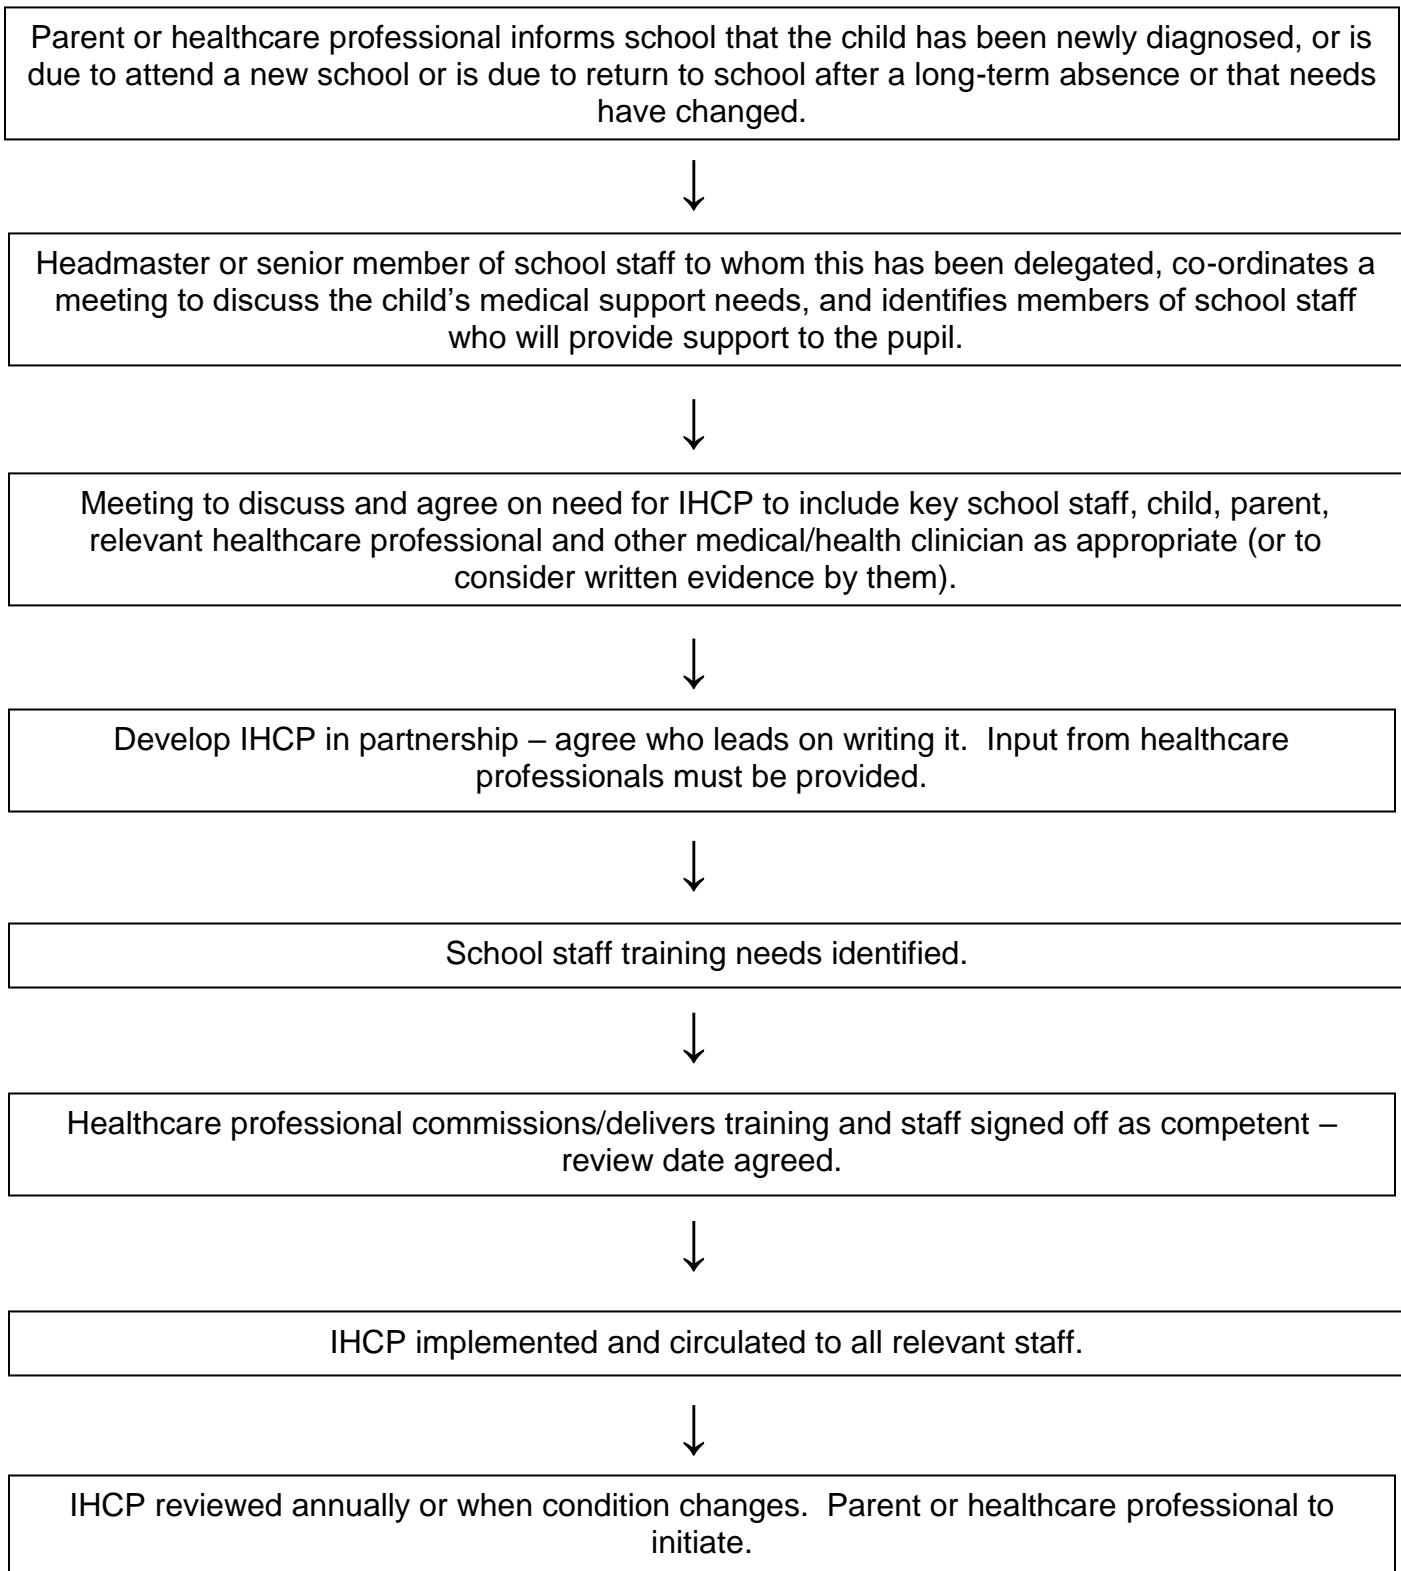 Parent or healthcare professional informs school that the child has been newly diagnosed, or is
due to attend a new school or is due to return to school after a long-term absence or that needs
have changed.
↓
Headmaster or senior member of school staff to whom this has been delegated, co-ordinates a
meeting to discuss the child’s medical support needs, and identifies members of school staff
who will provide support to the pupil.
↓
Meeting to discuss and agree on need for IHCP to include key school staff, child, parent,
relevant healthcare professional and other medical/health clinician as appropriate (or to
consider written evidence by them).
↓
Develop IHCP in partnership – agree who leads on writing it.  Input from healthcare
professionals must be provided.
↓
School staff training needs identified.
↓
Healthcare professional commissions/delivers training and staff signed off as competent –
review date agreed.
↓
IHCP implemented and circulated to all relevant staff.
↓
IHCP reviewed annually or when condition changes.  Parent or healthcare professional to
initiate.